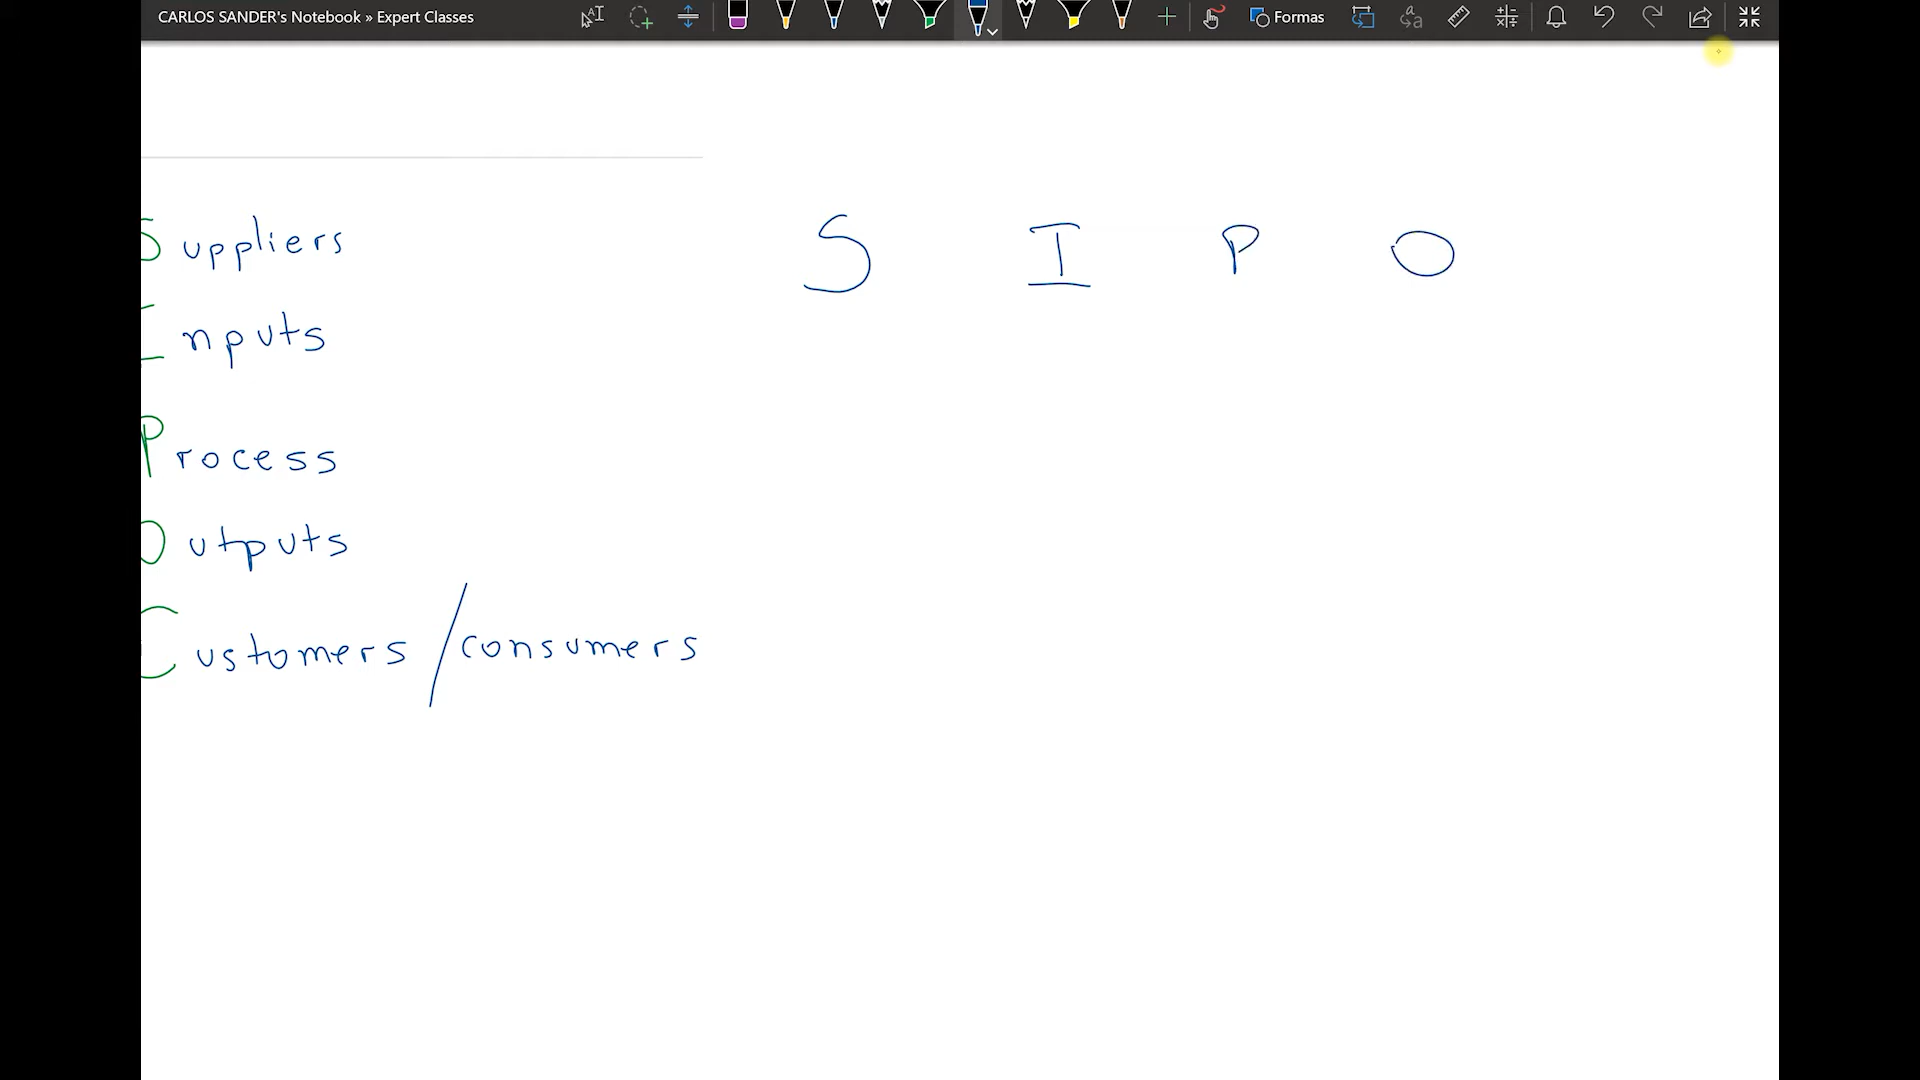 CARLOS SANDER's Notebook » Expert Classes
Formas
Suppliers
Inputs
Process
Outputs
Customers / consumers
S I P O